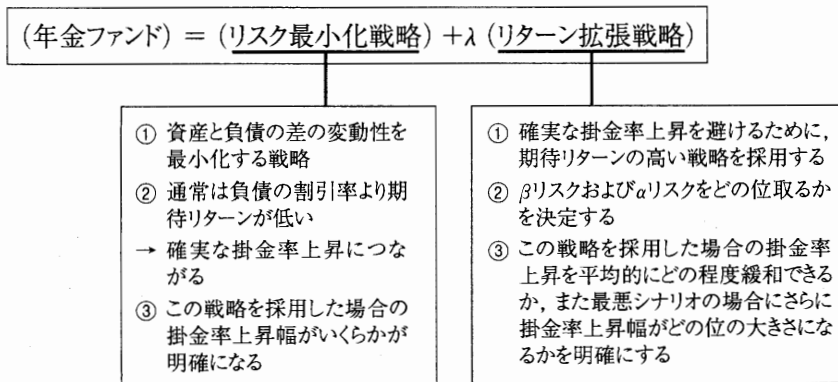 (年金ファンド) = (リスク最小化戦略) +λ (リターン拡張戦略)
① 資産と負債の差の変動性を
最小化する戦略
② 通常は負債の割引率より期
待リターンが低い
→ 確実な掛金率上昇につな
がる
③ この戦略を採用した場合の
掛金率上昇幅がいくらかが
明確になる
① 確実な掛金率上昇を避けるために,
期待リターンの高い戦略を採用する
② βリスクおよびαリスクをどの位取るか
を決定する
③ この戦略を採用した場合の掛金率
上昇を平均的にどの程度緩和できる
か, また最悪シナリオの場合にさらに
掛金率上昇幅がどの位の大きさにな
るかを明確にする